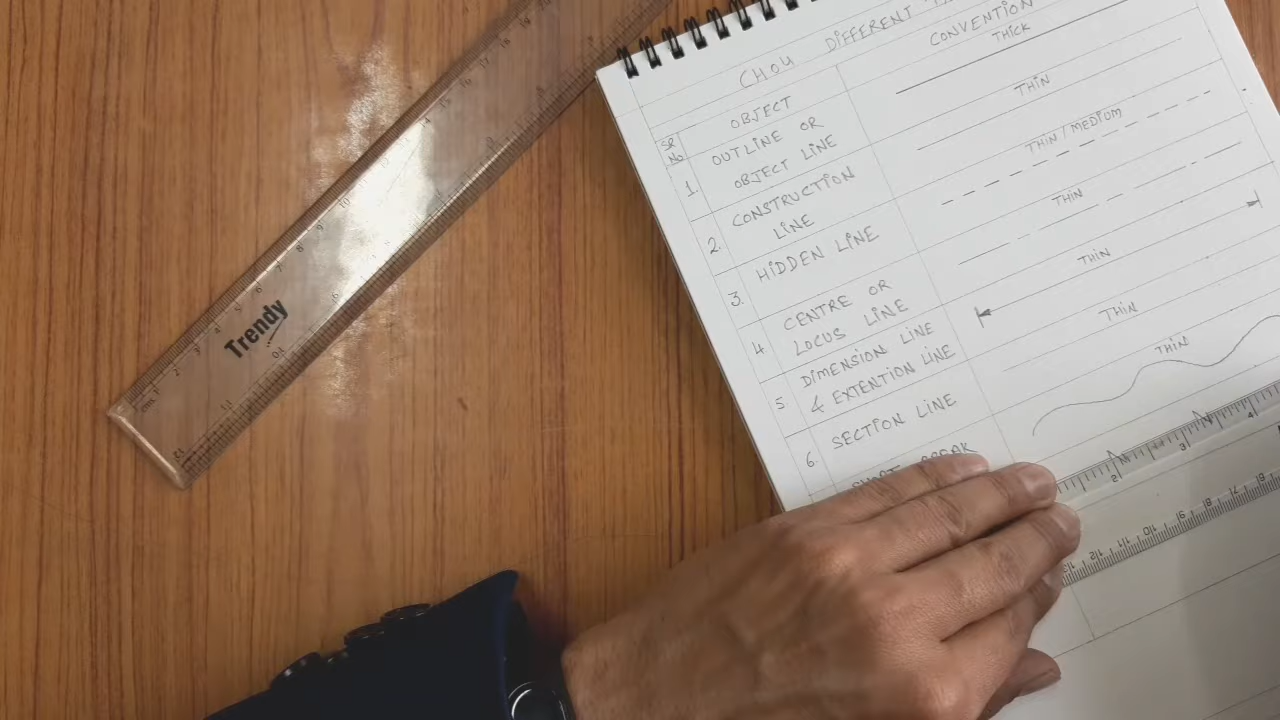 CHOU DIFFERENT
SR No OBJECT CONVENTION
1. OUTLINE OR OBJECT LINE THICK
2. CONSTRUCTION LINE THIN
3. HIDDEN LINE THIN / MEDIUM
4 CENTRE OR LOCUS LINE THIN
5 DIMENSION LINE & EXTENTION LINE THIN
6. SECTION LINE THIN
BREAK THIN
Trendy